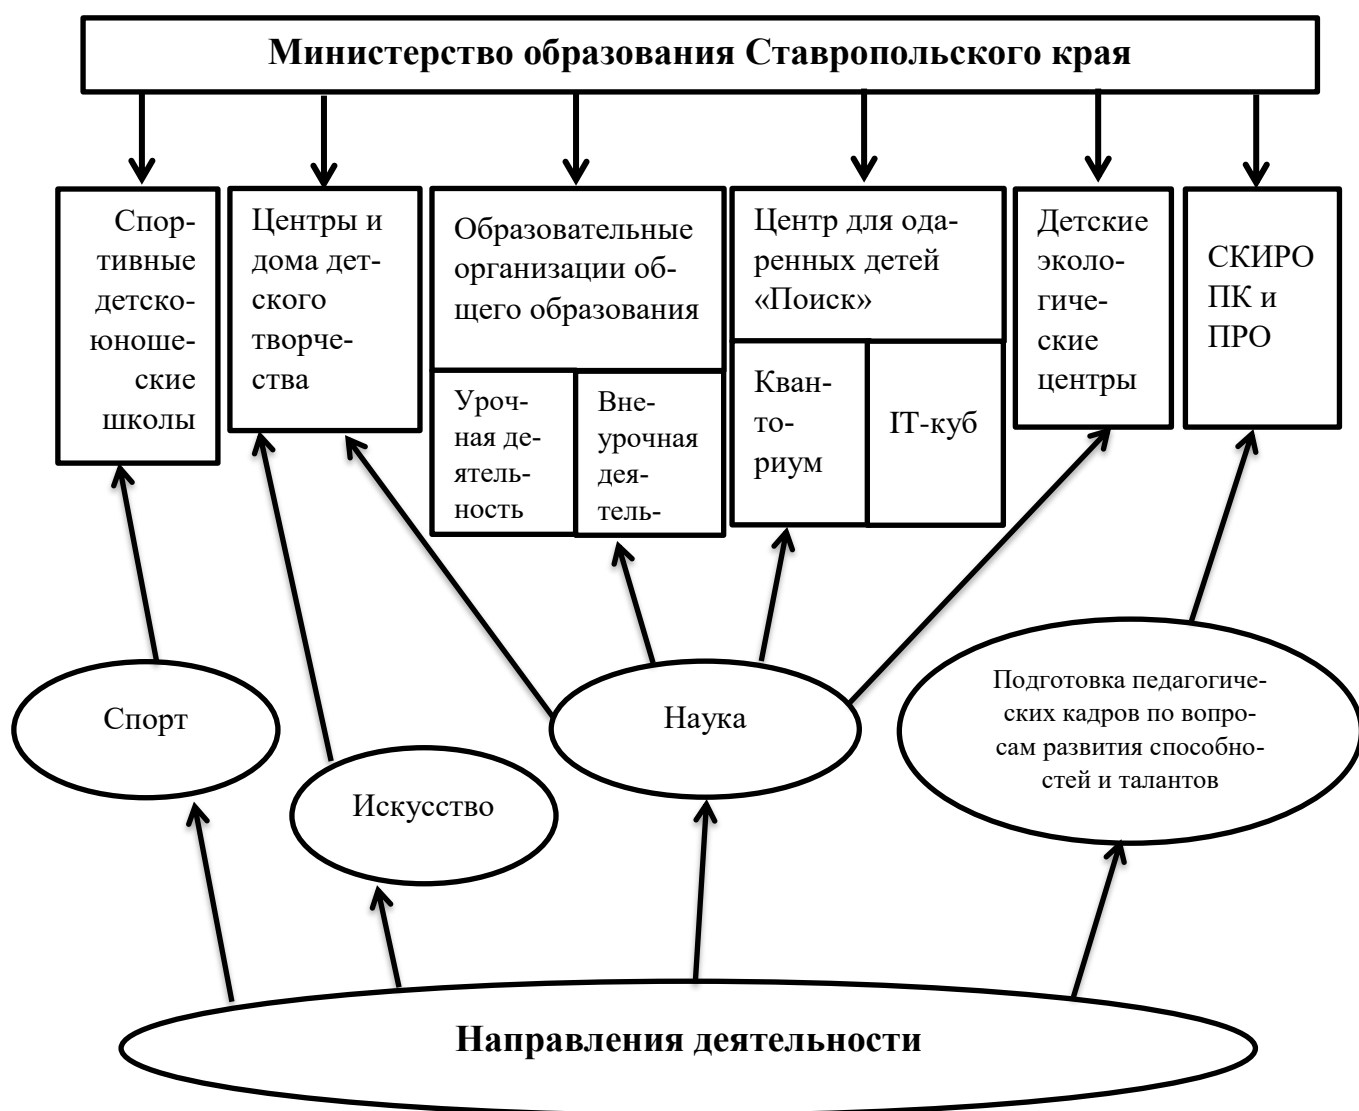 Министерство образования Ставропольского края
Спор-
тивные
детско-
юноше-
ские
школы
Центры и
дома дет-
ского
творче-
ства
Образовательные
организации об-
щего образования
Уроч-
ная де-
ятель-
ность
Вне-
урочная
дея-
тель-
Центр для ода-
ренных детей
«Поиск»
Кван-
то-
риум
IT-куб
Детские
эколо-
гиче-
ские
центры
СКИРО
ПК и
ПРО
Спорт
Искусство
Наука
Подготовка педагогиче-
ских кадров по вопро-
сам развития способно-
стей и талантов
Направления деятельности